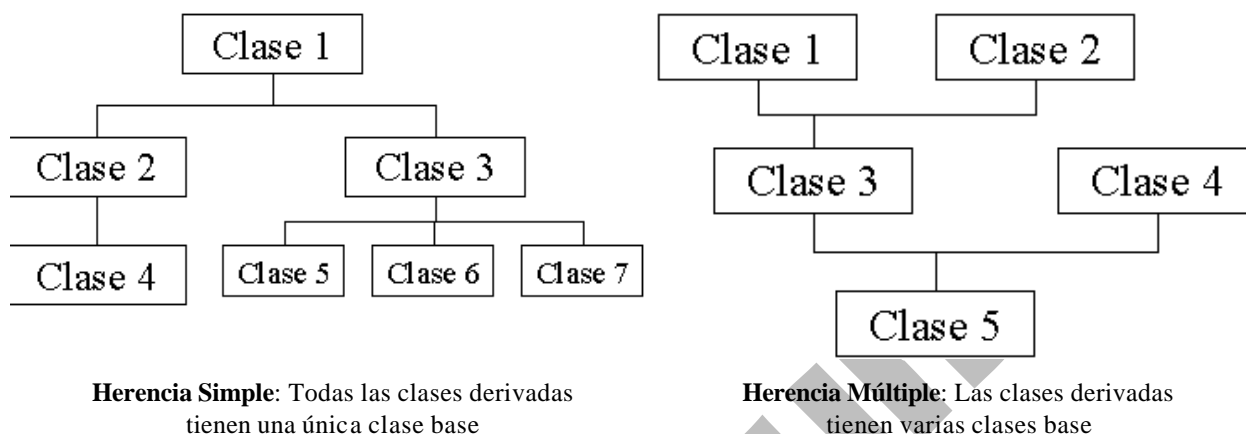 Clase 1
Clase 2
Clase 3
Clase 4
Clase 5
Clase 6
Clase 7
Herencia Simple: Todas las clases derivadas
tienen una única clase base
Clase 1
Clase 2
Clase 3
Clase 4
Clase 5
Herencia Múltiple: Las clases derivadas
tienen varias clases base